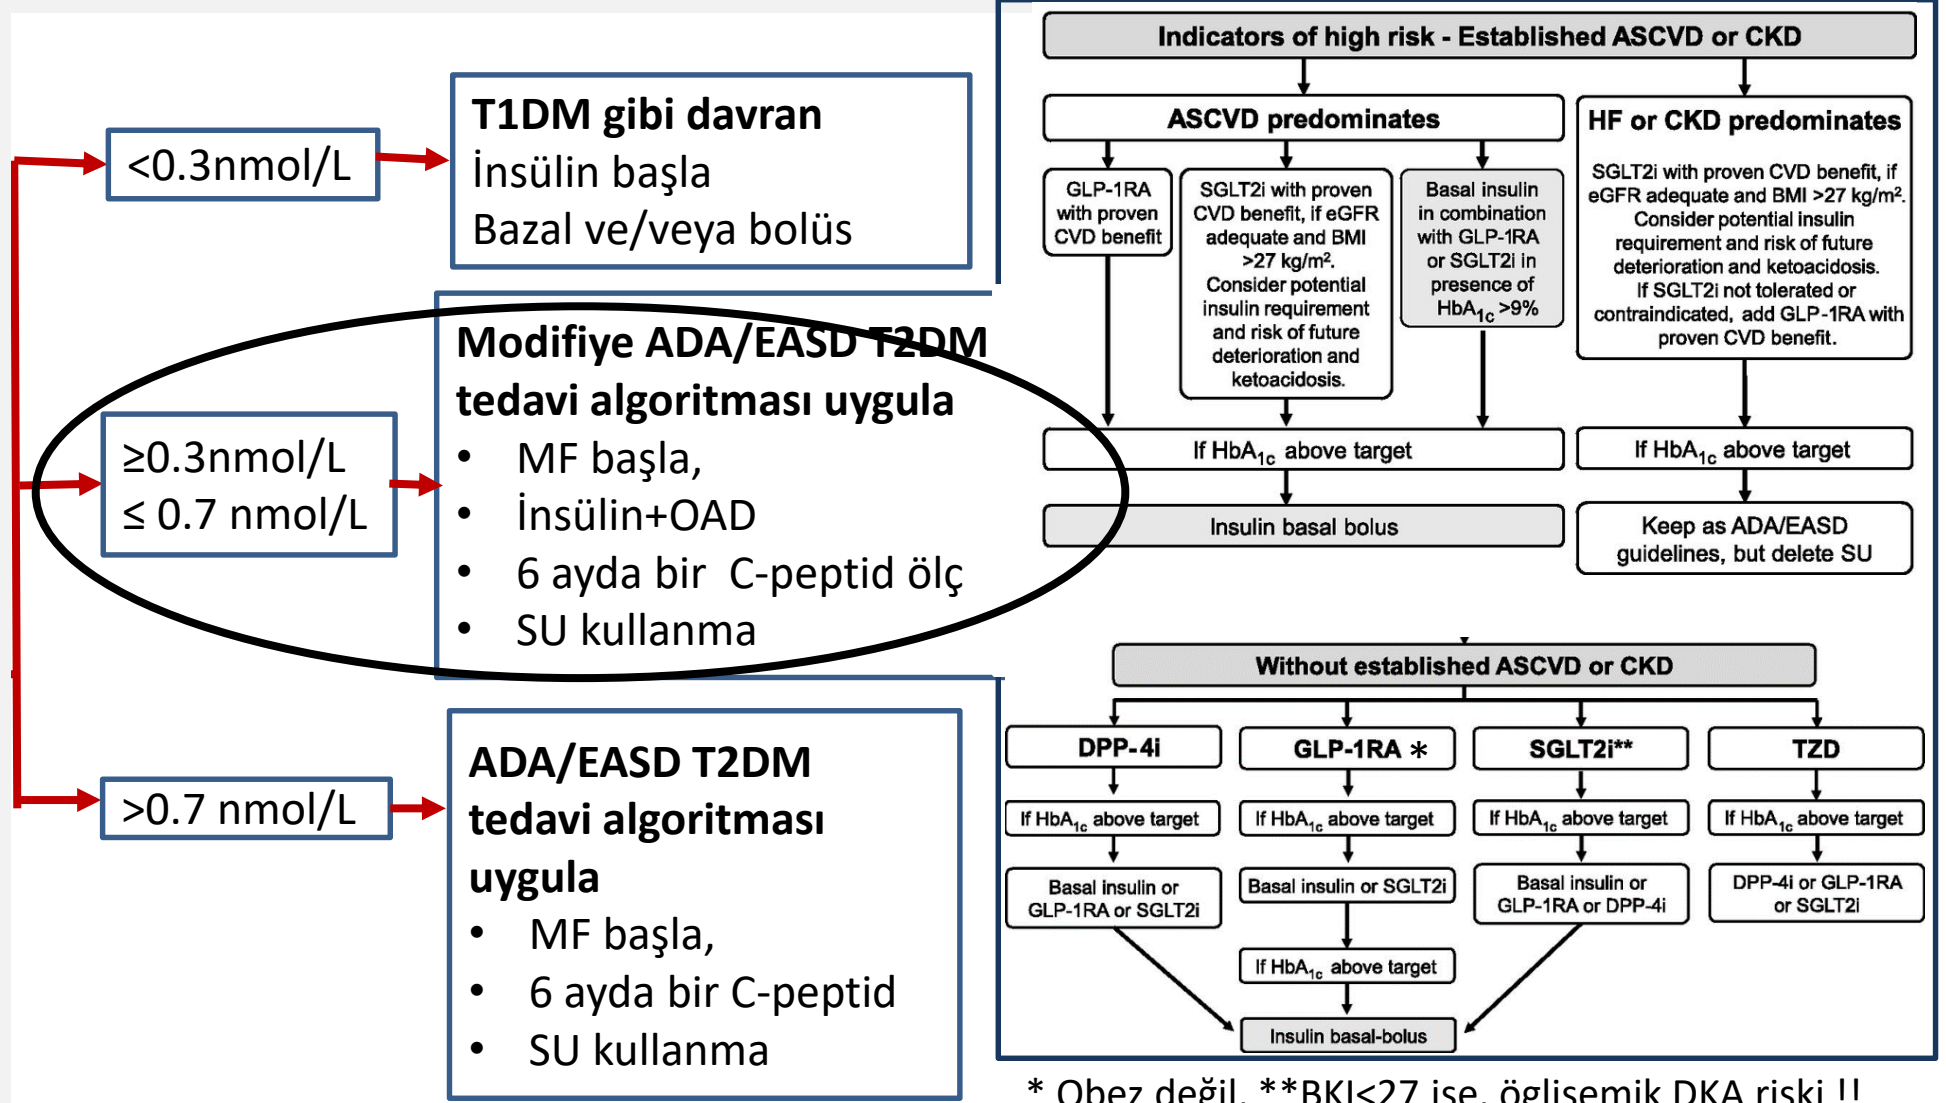 <0.3nmol/L
T1DM gibi davran
İnsülin başla
Bazal ve/veya bolüs
≥0.3nmol/L
≤ 0.7 nmol/L
Modifiye ADA/EASD T2DM
tedavi algoritması uygula
• MF başla,
• İnsülin+OAD
• 6 ayda bir C-peptid ölç
• SU kullanma
>0.7 nmol/L
ADA/EASD T2DM
tedavi algoritması
uygula
• MF başla,
• 6 ayda bir C-peptid
• SU kullanma
Indicators of high risk - Established ASCVD or CKD
ASCVD predominates
GLP-1RA
with proven
CVD benefit
SGLT2i with proven
CVD benefit, if eGFR
adequate and BMI
>27 kg/m².
Consider potential
insulin requirement
and risk of future
deterioration and
ketoacidosis.
Basal insulin
in combination
with GLP-1RA
or SGLT2i in
presence of
HbA1c >9%
If HbA1c above target
Insulin basal bolus
HF or CKD predominates
SGLT2i with proven CVD benefit, if
eGFR adequate and BMI >27 kg/m².
Consider potential insulin
requirement and risk of future
deterioration and ketoacidosis.
If SGLT2i not tolerated or
contraindicated, add GLP-1RA with
proven CVD benefit.
If HbA1c above target
Keep as ADA/EASD
guidelines, but delete SU
Without established ASCVD or CKD
DPP-4i
If HbA1c above target
Basal insulin or
GLP-1RA or SGLT2i
GLP-1RA *
If HbA1c above target
Basal insulin or SGLT2i
If HbA1c above target
SGLT2i**
If HbA1c above target
Basal insulin or
GLP-1RA or DPP-4i
TZD
If HbA1c above target
DPP-4i or GLP-1RA
or SGLT2i
Insulin basal-bolus
* Obez değil, **BKI<27 ise, öglisemik DKA riski !!